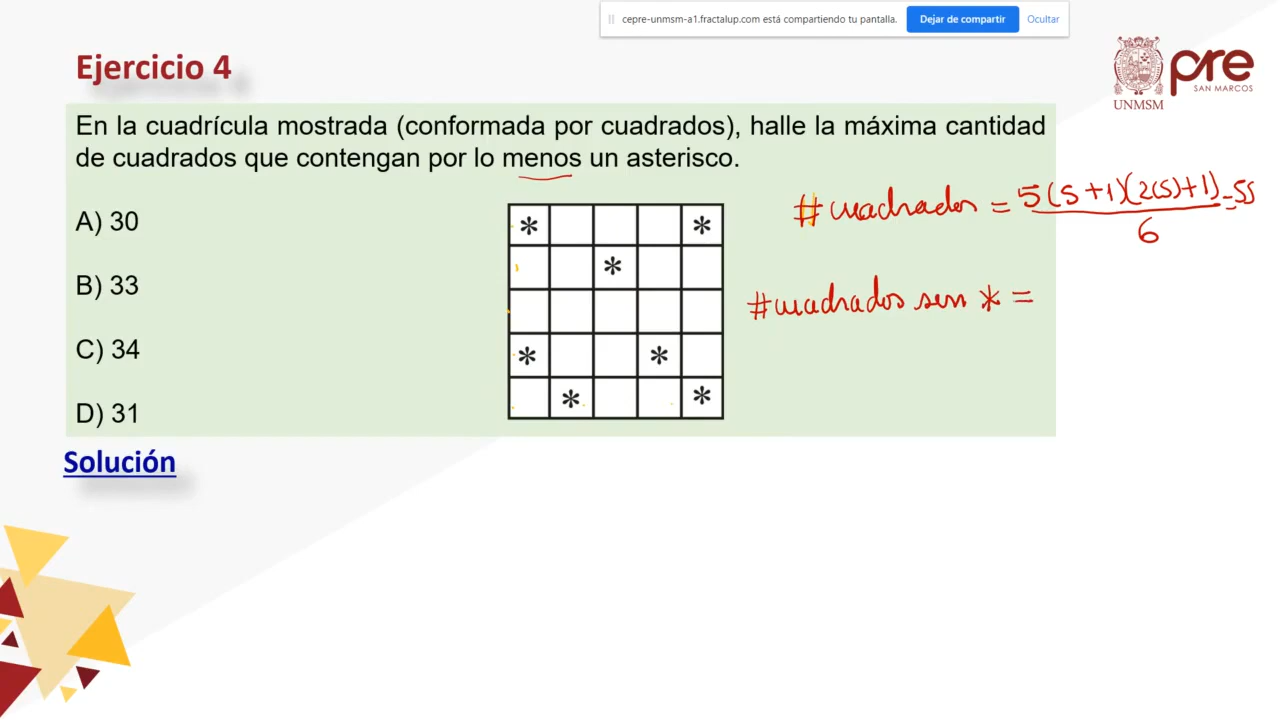 cepre-unmsm-a1.fractalup.com está compartiendo tu pantalla. Dejar de compartir Ocultar
Ejercicio 4
UNMSM
pre
SAN MARCOS
En la cuadrícula mostrada (conformada por cuadrados), halle la máxima cantidad
de cuadrados que contengan por lo menos un asterisco.
A) 30
B) 33
C) 34
D) 31
* *
*
* *
* *
#cuadrados = 5(5+1)(2(5)+1) = 55
6
#cuadrados sin * =
Solución